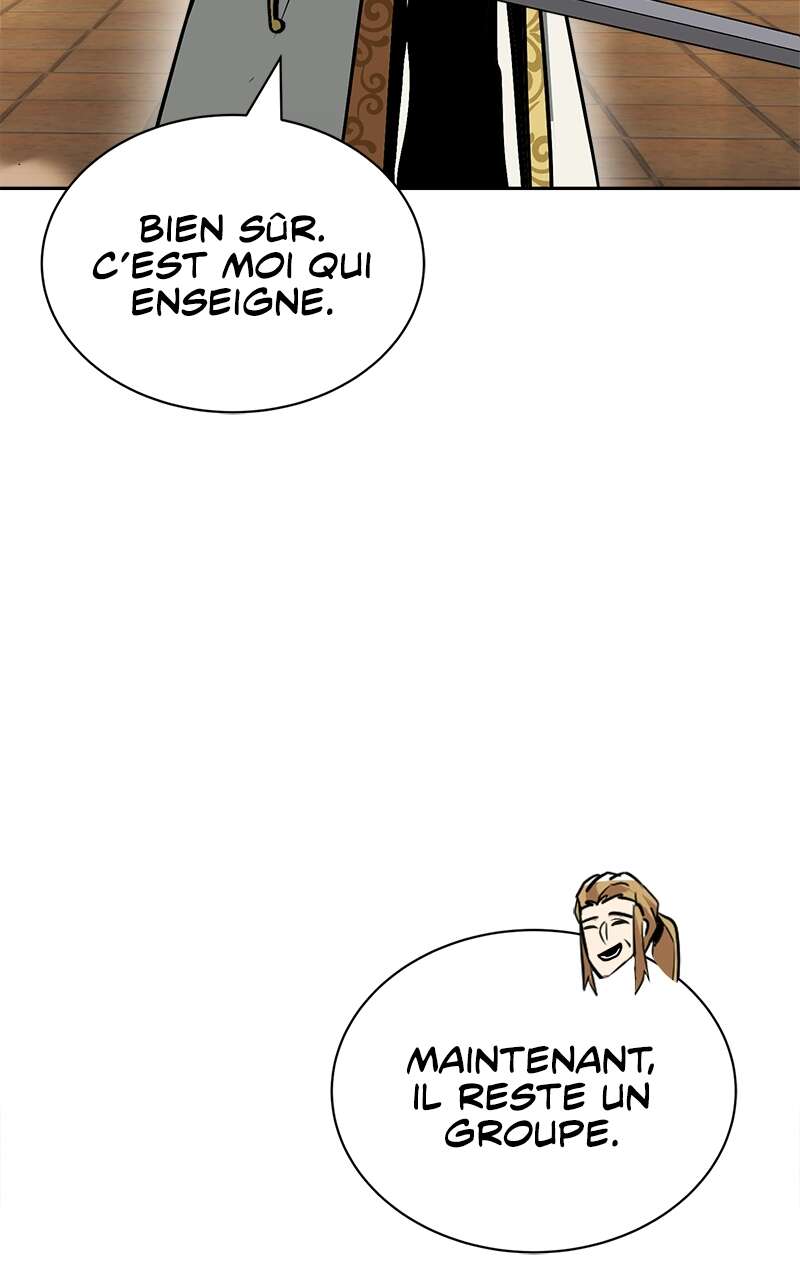 BIEN SÛR.
C'EST MOI QUI
ENSEIGNE.
MAINTENANT,
IL RESTE UN
GROUPE.